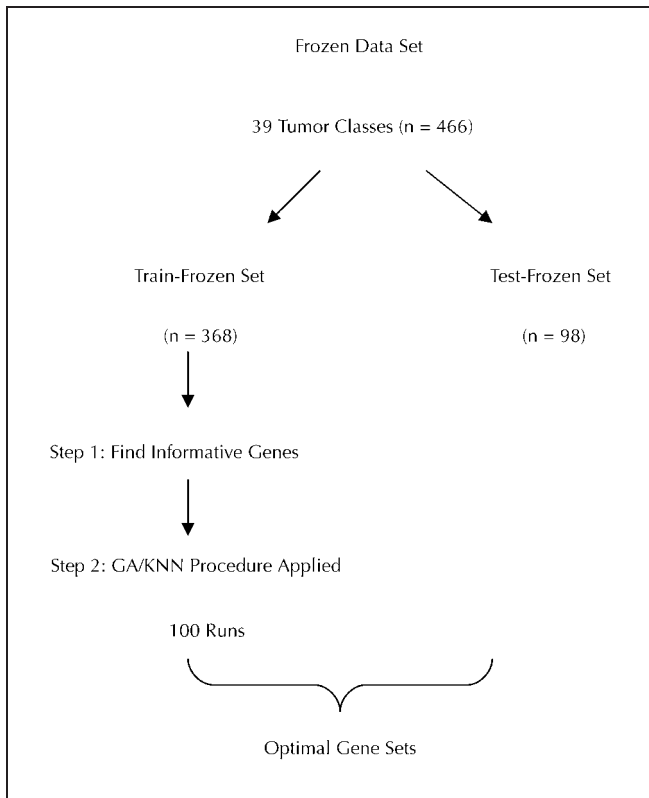 Frozen Data Set
39 Tumor Classes (n = 466)
Train-Frozen Set
Test-Frozen Set
(n = 368)
(n = 98)
Step 1: Find Informative Genes
Step 2: GA/KNN Procedure Applied
100 Runs
Optimal Gene Sets